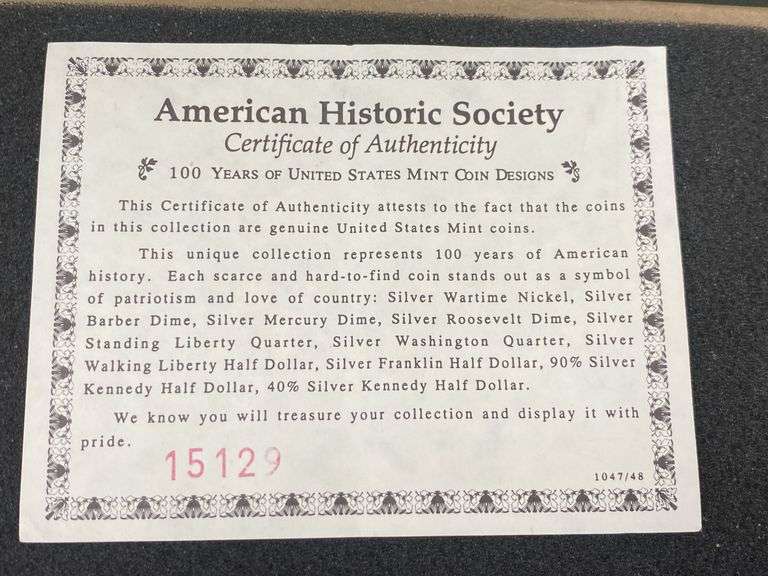 American Historic Society
Certificate of Authenticity
100 YEARS OF UNITED STATES MINT COIN DESIGNS
This Certificate of Authenticity attests to the fact that the coins
in this collection are genuine United States Mint coins.
This unique collection represents 100 years of American
history. Each scarce and hard-to-find coin stands out as a symbol
of patriotism and love of country: Silver Wartime Nickel, Silver
Barber Dime, Silver Mercury Dime, Silver Roosevelt Dime, Silver
Standing Liberty Quarter, Silver Washington Quarter, Silver
Walking Liberty Half Dollar, Silver Franklin Half Dollar, 90% Silver
Kennedy Half Dollar, 40% Silver Kennedy Half Dollar.
We know you will treasure your collection and display it with
pride.
15129
1047/48